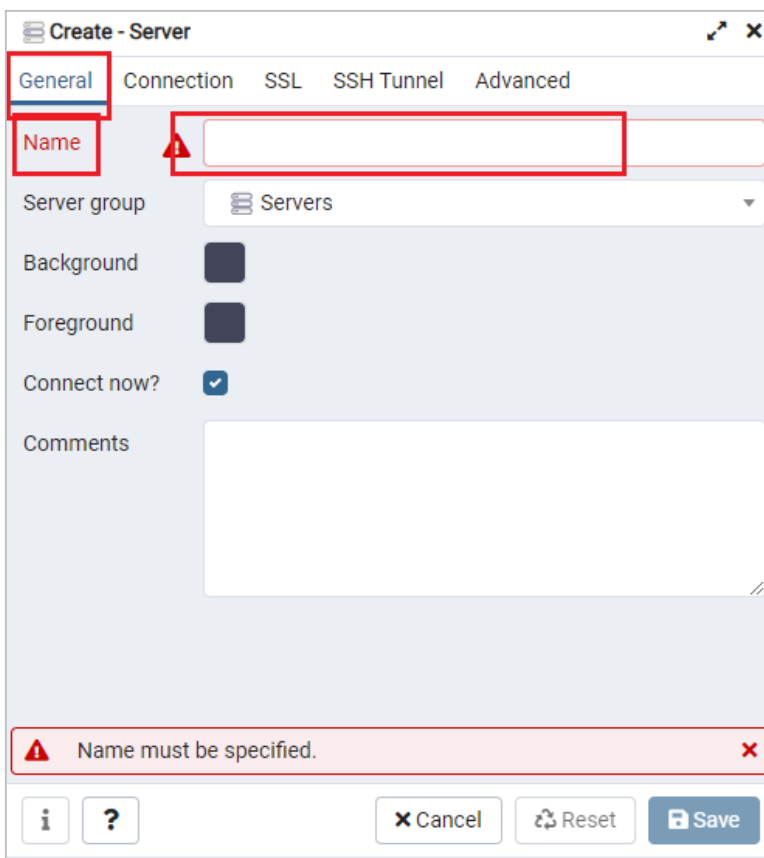 Create - Server
General Connection SSL SSH Tunnel Advanced
Name
Server group Servers
Background
Foreground
Connect now?
Comments
Name must be specified.
i ? Cancel Reset Save